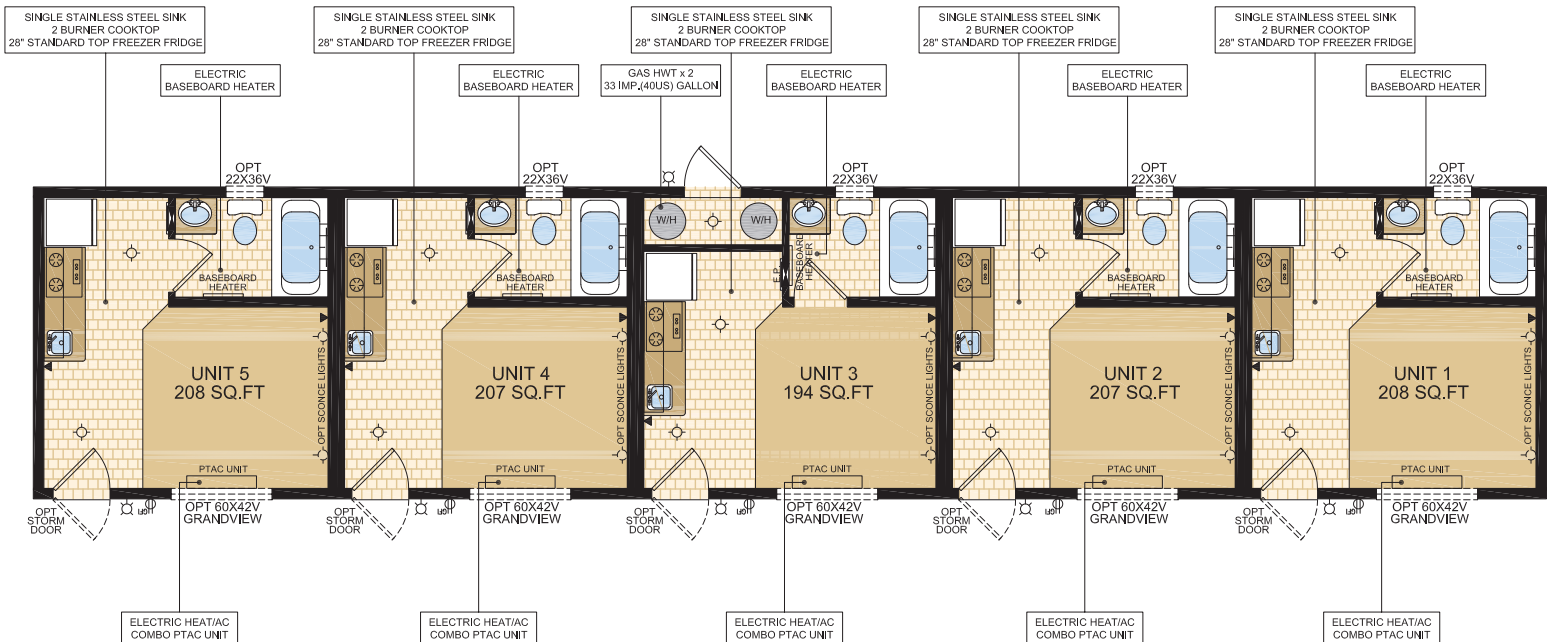 SINGLE STAINLESS STEEL SINK
2 BURNER COOKTOP
28" STANDARD TOP FREEZER FRIDGE
SINGLE STAINLESS STEEL SINK
2 BURNER COOKTOP
28" STANDARD TOP FREEZER FRIDGE
SINGLE STAINLESS STEEL SINK
2 BURNER COOKTOP
28" STANDARD TOP FREEZER FRIDGE
SINGLE STAINLESS STEEL SINK
2 BURNER COOKTOP
28" STANDARD TOP FREEZER FRIDGE
SINGLE STAINLESS STEEL SINK
2 BURNER COOKTOP
28" STANDARD TOP FREEZER FRIDGE
ELECTRIC
BASEBOARD HEATER
ELECTRIC
BASEBOARD HEATER
GAS HWT x 2
33 IMP.(40US) GALLON
ELECTRIC
BASEBOARD HEATER
ELECTRIC
BASEBOARD HEATER
ELECTRIC
BASEBOARD HEATER
OPT
22X36V
OPT
22X36V
OPT
22X36V
OPT
22X36V
OPT
22X36V
W/H
W/H
BASEBOARD
HEATER
BASEBOARD
HEATER
E.P.
BASEBOARD
HEATER
BASEBOARD
HEATER
BASEBOARD
HEATER
UNIT 5
208 SQ.FT
OPT SCONCE LIGHTS
UNIT 4
207 SQ.FT
OPT SCONCE LIGHTS
UNIT 3
194 SQ.FT
OPT SCONCE LIGHTS
UNIT 2
207 SQ.FT
OPT SCONCE LIGHTS
UNIT 1
208 SQ.FT
OPT SCONCE LIGHTS
PTAC UNIT
PTAC UNIT
PTAC UNIT
PTAC UNIT
PTAC UNIT
OPT
STORM
DOOR
OPT 60X42V
GRANDVIEW
OPT
STORM
DOOR
OPT 60X42V
GRANDVIEW
OPT
STORM
DOOR
OPT 60X42V
GRANDVIEW
OPT
STORM
DOOR
OPT 60X42V
GRANDVIEW
OPT
STORM
DOOR
OPT 60X42V
GRANDVIEW
ELECTRIC HEAT/AC
COMBO PTAC UNIT
ELECTRIC HEAT/AC
COMBO PTAC UNIT
ELECTRIC HEAT/AC
COMBO PTAC UNIT
ELECTRIC HEAT/AC
COMBO PTAC UNIT
ELECTRIC HEAT/AC
COMBO PTAC UNIT